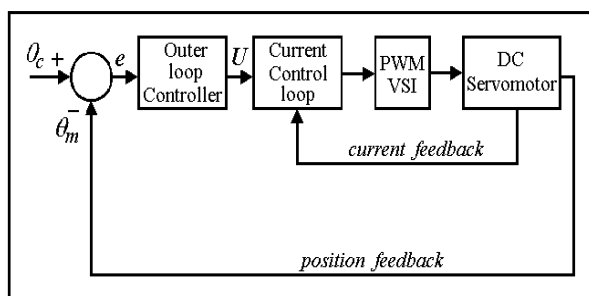 θc +
e
Outer
loop
Controller
U
Current
Control
loop
PWM
VSI
DC
Servomotor
−
θm
current feedback
position feedback